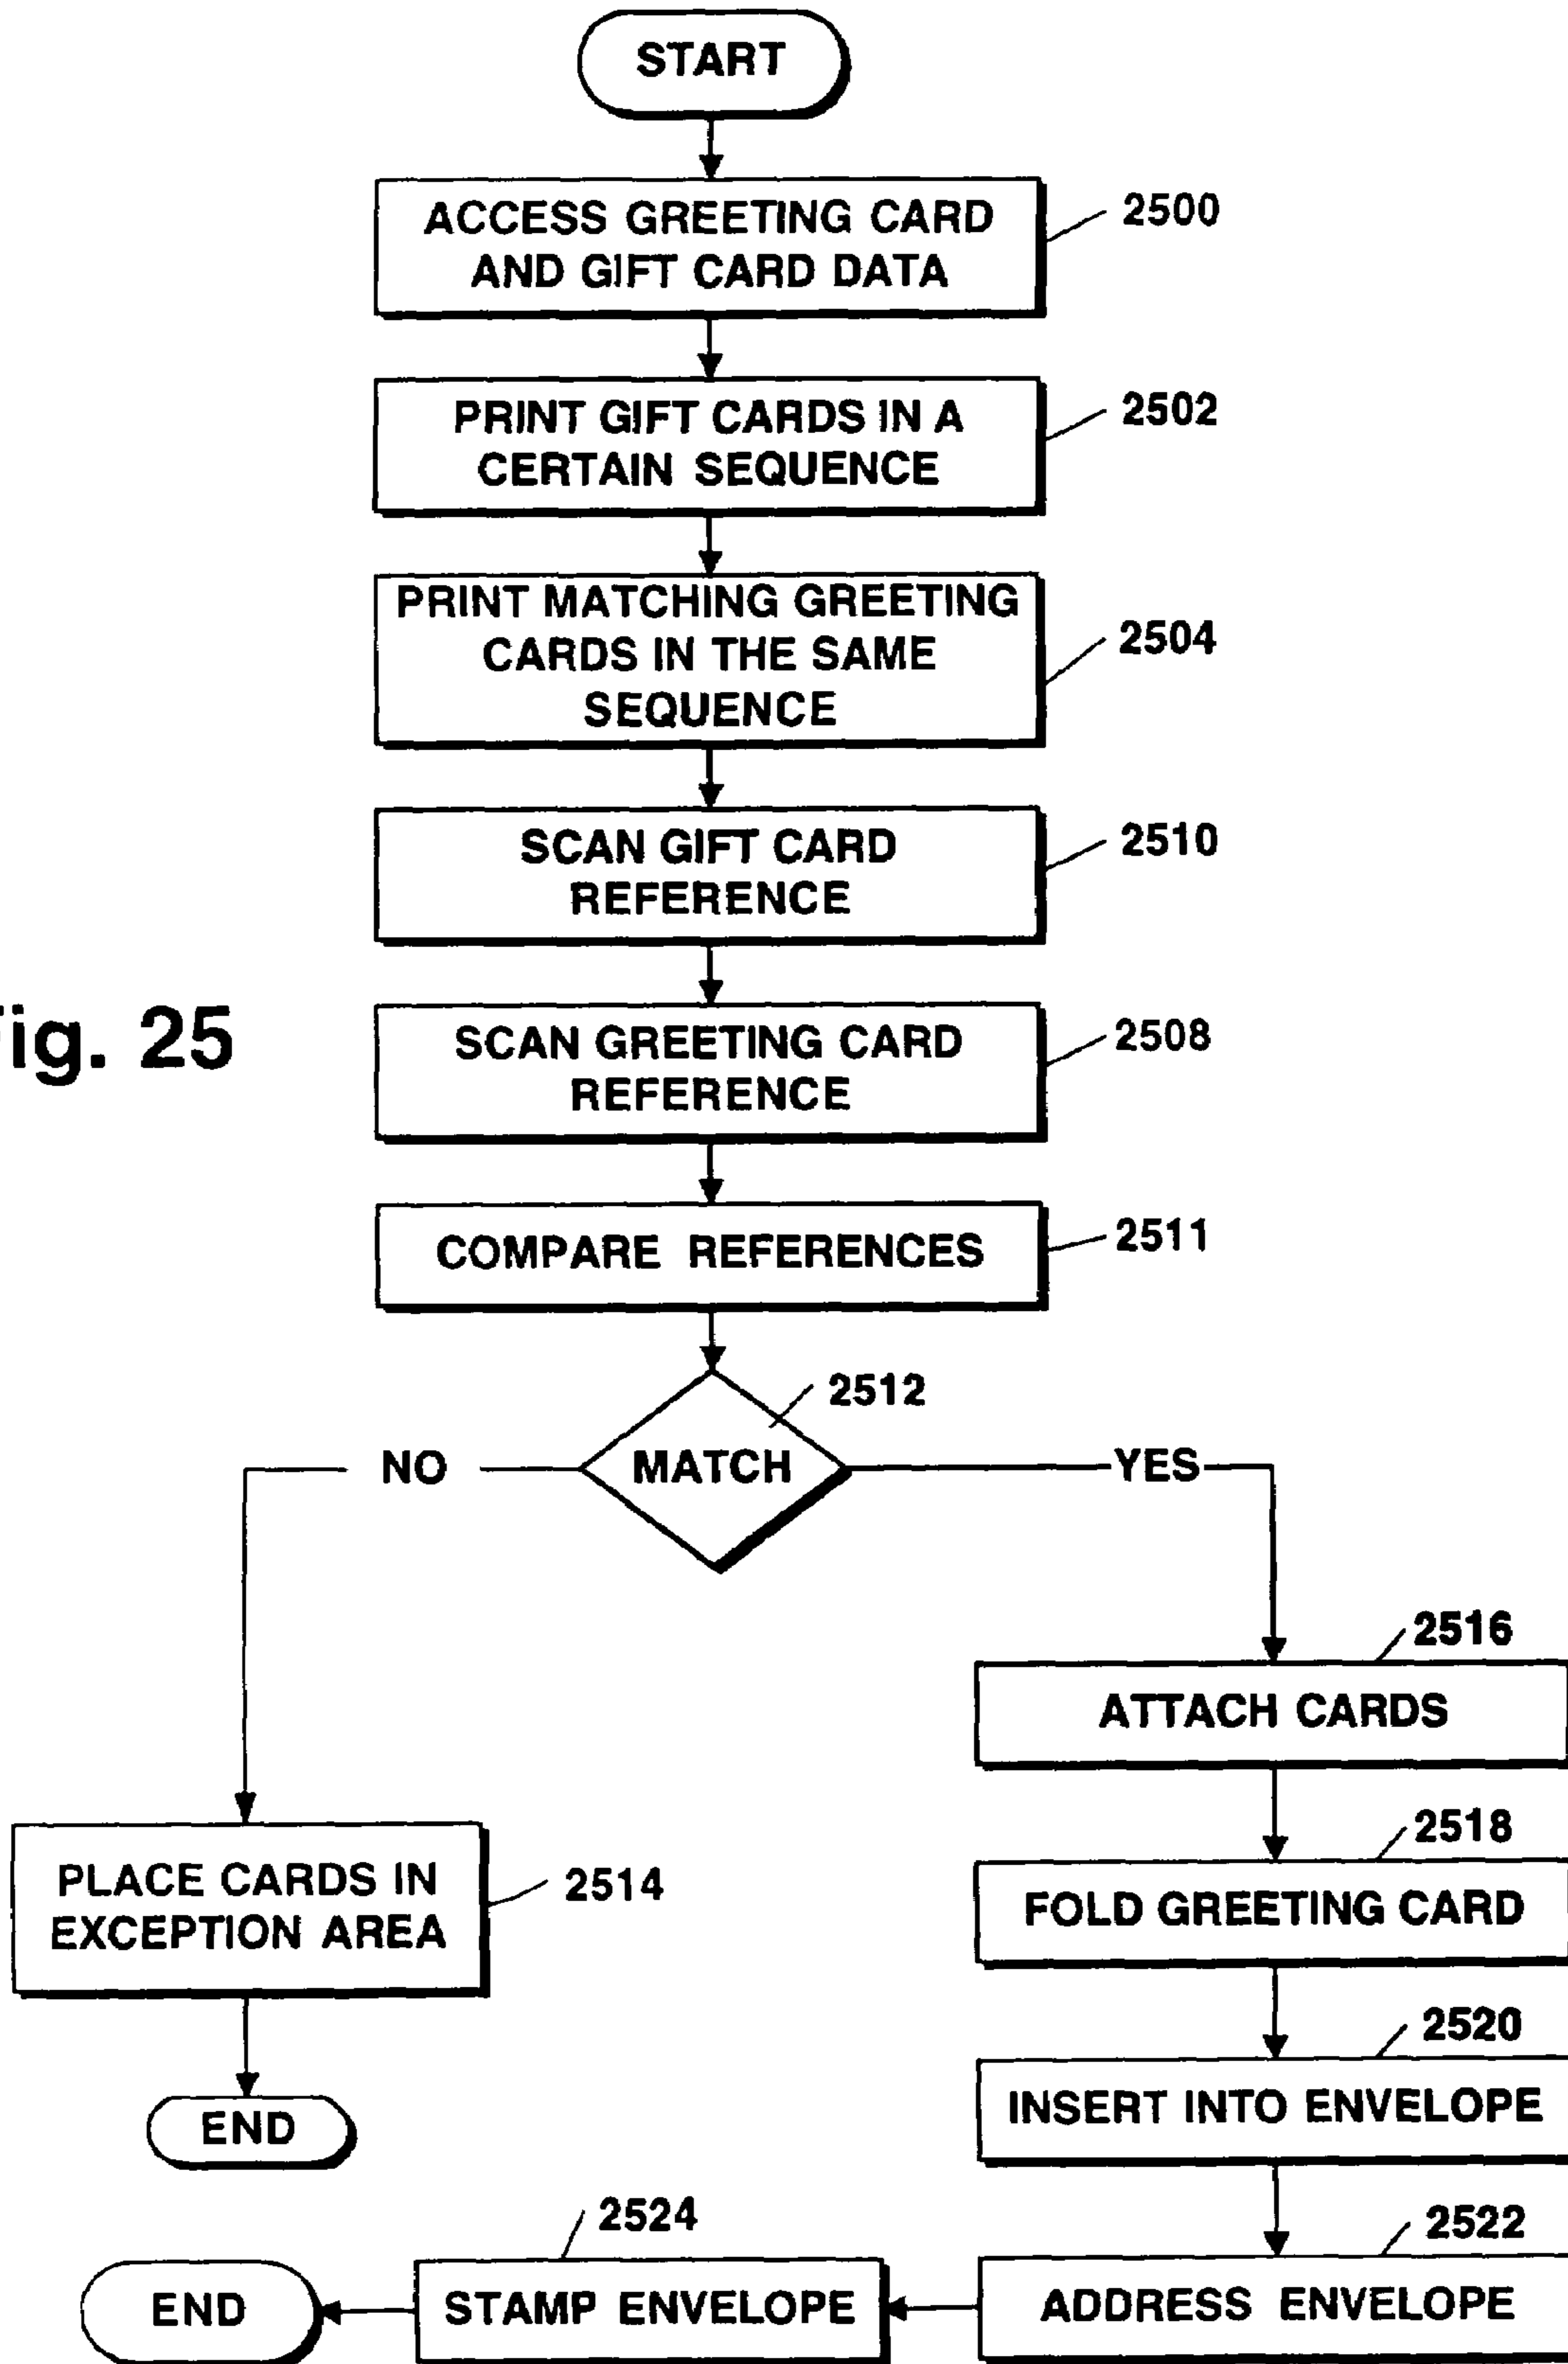 START
ACCESS GREETING CARD
AND GIFT CARD DATA
2500
PRINT GIFT CARDS IN A
CERTAIN SEQUENCE
2502
PRINT MATCHING GREETING
CARDS IN THE SAME
SEQUENCE
2504
SCAN GIFT CARD
REFERENCE
2510
Fig. 25
SCAN GREETING CARD
REFERENCE
2508
COMPARE REFERENCES
2511
2512
NO
MATCH
YES
2516
ATTACH CARDS
2518
FOLD GREETING CARD
PLACE CARDS IN
EXCEPTION AREA
2514
2520
INSERT INTO ENVELOPE
END
2522
ADDRESS ENVELOPE
2524
STAMP ENVELOPE
END